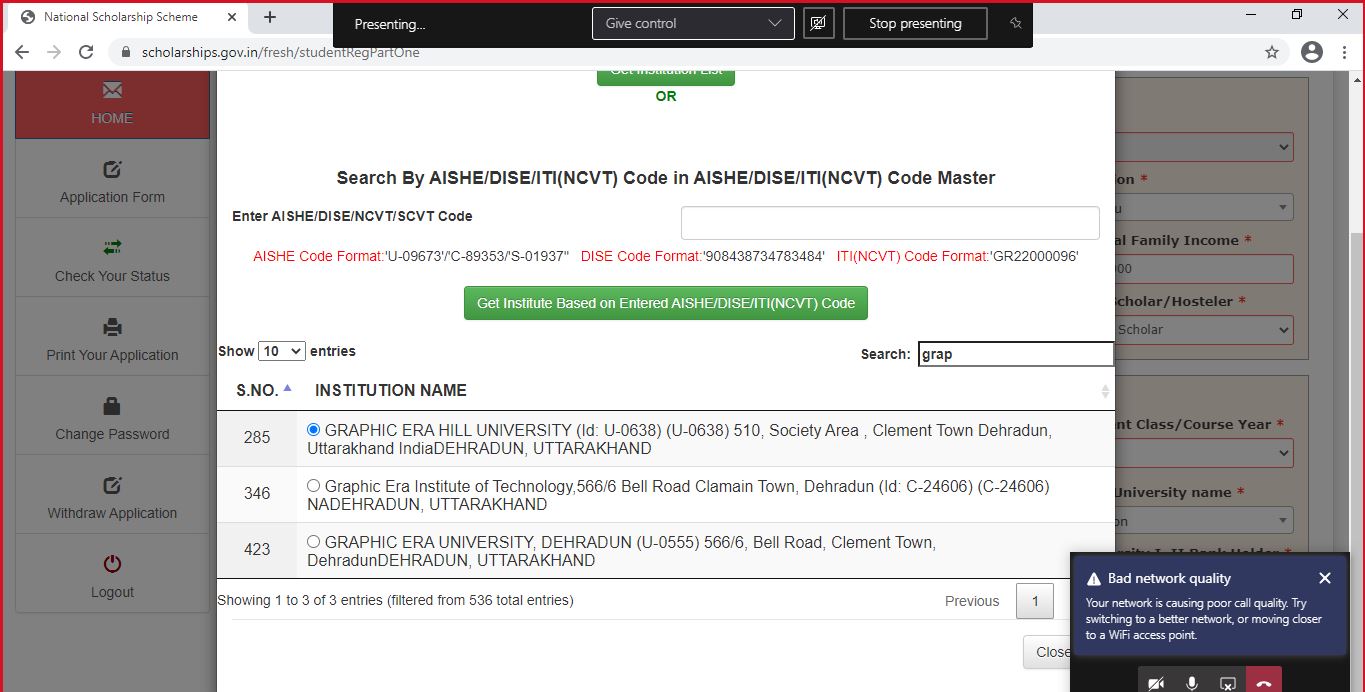 National Scholarship Scheme
Presenting...
Give control
Stop presenting
scholarships.gov.in/fresh/studentRegPartOne
HOME
Application Form
Check Your Status
Print Your Application
Change Password
Withdraw Application
Logout
Get Institution List
OR
Search By AISHE/DISE/ITI(NCVT) Code in AISHE/DISE/ITI(NCVT) Code Master
Enter AISHE/DISE/NCVT/SCVT Code
AISHE Code Format:'U-09673'/'C-89353/'S-01937" DISE Code Format:'908438734783484' ITI(NCVT) Code Format:'GR22000096'
Get Institute Based on Entered AISHE/DISE/ITI(NCVT) Code
Show 10 entries
Search: grap
S.NO. INSTITUTION NAME
285 GRAPHIC ERA HILL UNIVERSITY (Id: U-0638) (U-0638) 510, Society Area , Clement Town Dehradun,
Uttarakhand IndiaDEHRADUN, UTTARAKHAND
346 Graphic Era Institute of Technology,566/6 Bell Road Clamain Town, Dehradun (Id: C-24606) (C-24606)
NADEHRADUN, UTTARAKHAND
423 GRAPHIC ERA UNIVERSITY, DEHRADUN (U-0555) 566/6, Bell Road, Clement Town,
DehradunDEHRADUN, UTTARAKHAND
Showing 1 to 3 of 3 entries (filtered from 536 total entries)
Previous 1
Close
ion *
u
al Family Income *
000
Scholar/Hosteler *
Scholar
nt Class/Course Year *
University name *
on
Bad network quality
Your network is causing poor call quality. Try
switching to a better network, or moving closer
to a WiFi access point.